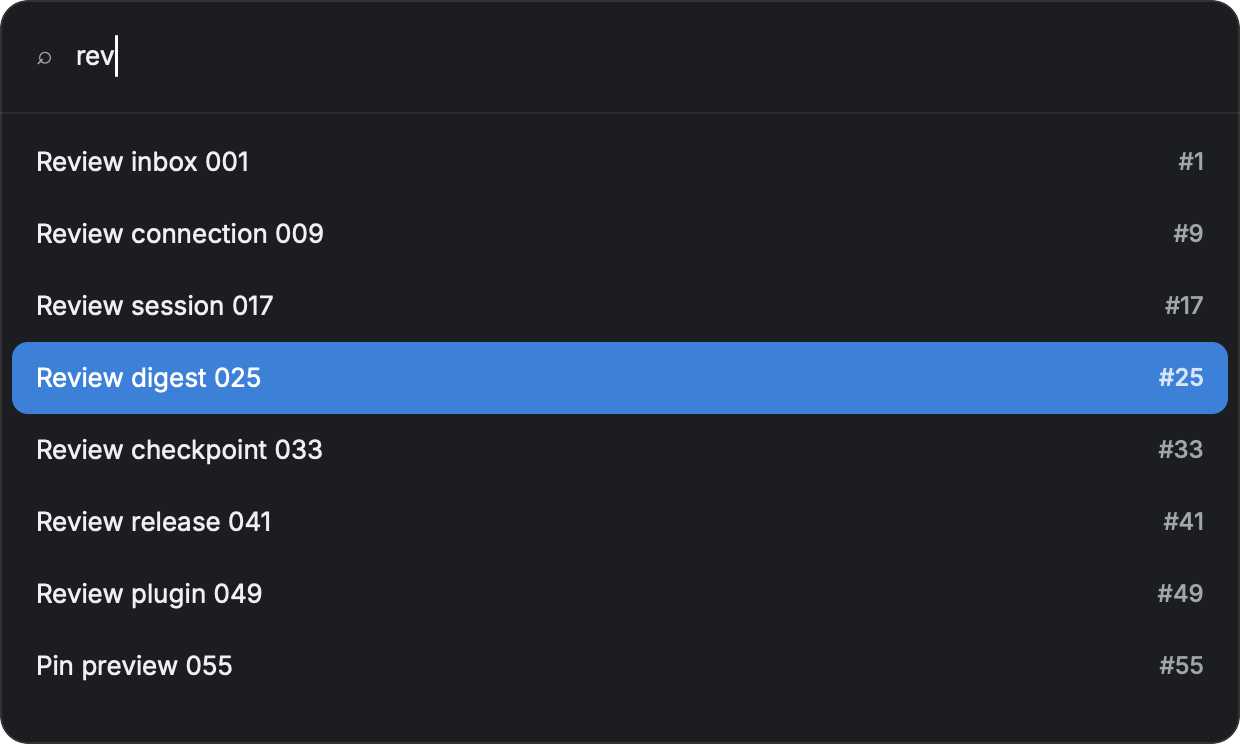 rev
Review inbox 001 #1
Review connection 009 #9
Review session 017 #17
Review digest 025 #25
Review checkpoint 033 #33
Review release 041 #41
Review plugin 049 #49
Pin preview 055 #55